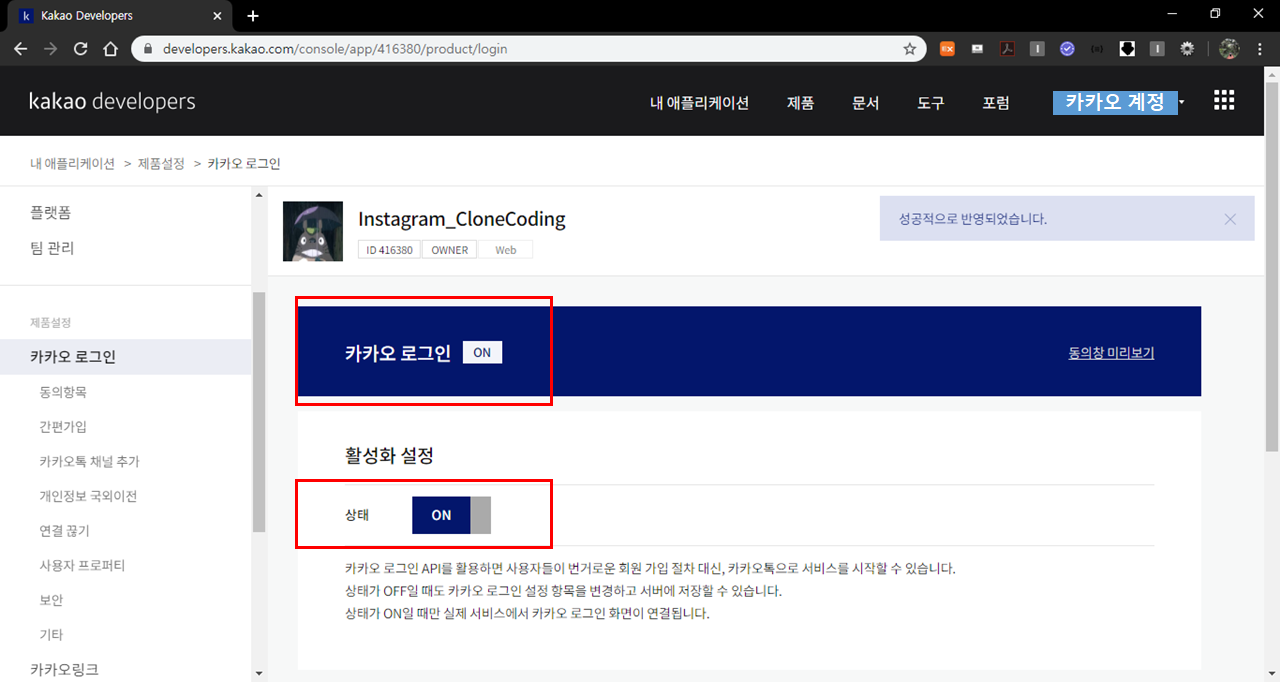 Kakao Developers
developers.kakao.com/console/app/416380/product/login
kakao developers
내 애플리케이션 제품 문서 도구 포럼 카카오 계정
내 애플리케이션 > 제품설정 > 카카오 로그인
플랫폼
팀 관리
제품설정
카카오 로그인
동의항목
간편가입
카카오톡 채널 추가
개인정보 국외이전
연결 끊기
사용자 프로퍼티
보안
기타
카카오링크
Instagram_CloneCoding
ID 416380 OWNER Web
성공적으로 반영되었습니다.
카카오 로그인 ON
동의창 미리보기
활성화 설정
상태 ON
카카오 로그인 API를 활용하면 사용자들이 번거로운 회원 가입 절차 대신, 카카오톡으로 서비스를 시작할 수 있습니다.
상태가 OFF일 때도 카카오 로그인 설정 항목을 변경하고 서버에 저장할 수 있습니다.
상태가 ON일 때만 실제 서비스에서 카카오 로그인 화면이 연결됩니다.